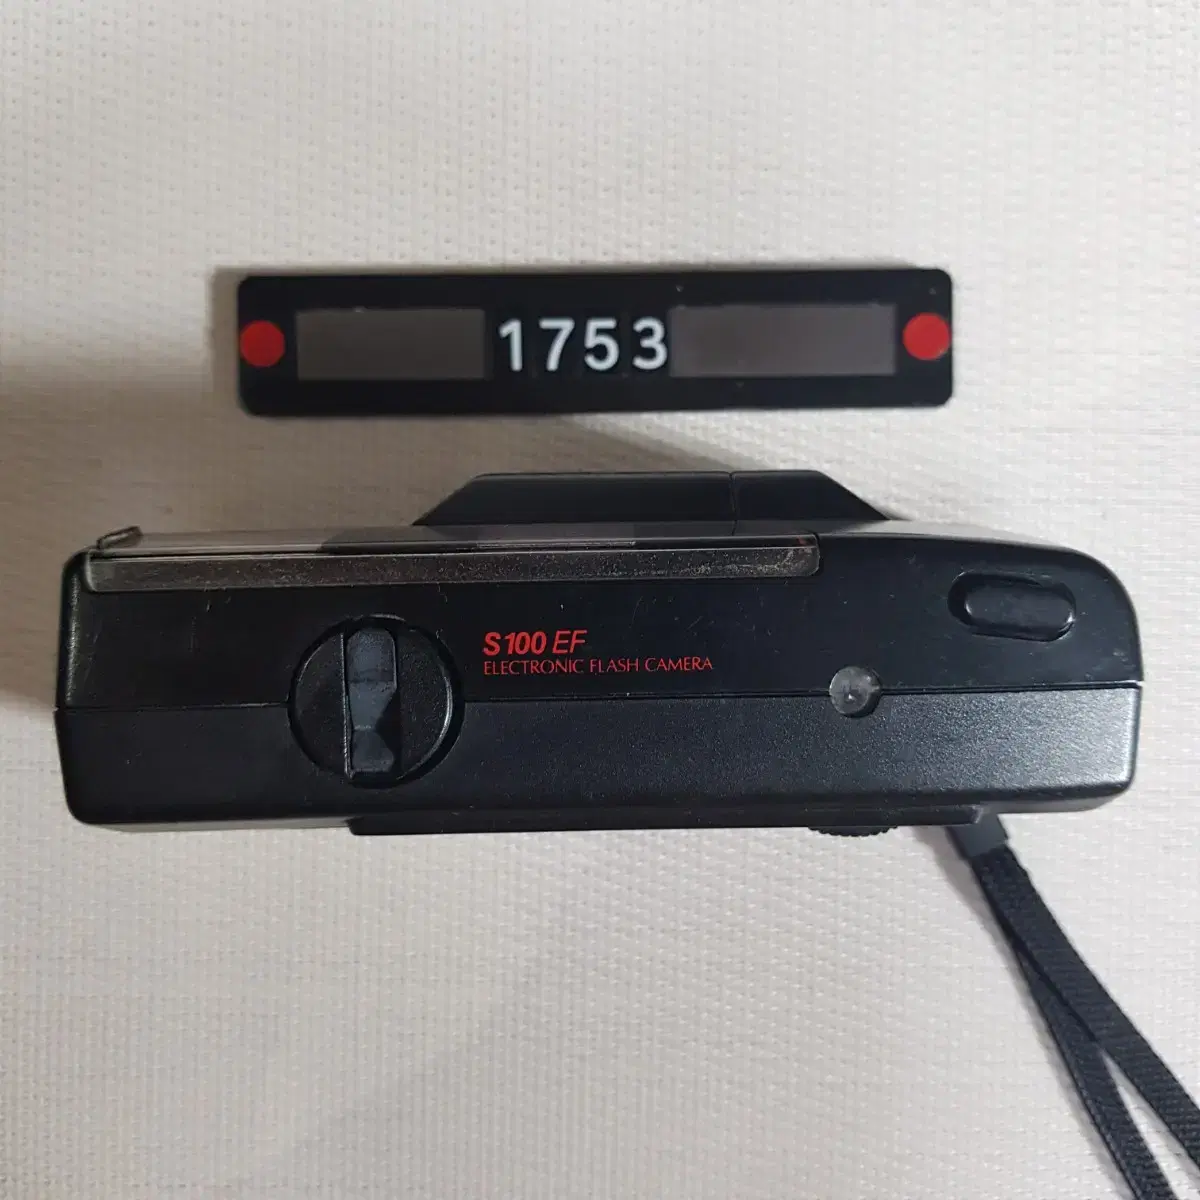 1753
S100 EF
ELECTRONIC FLASH CAMERA